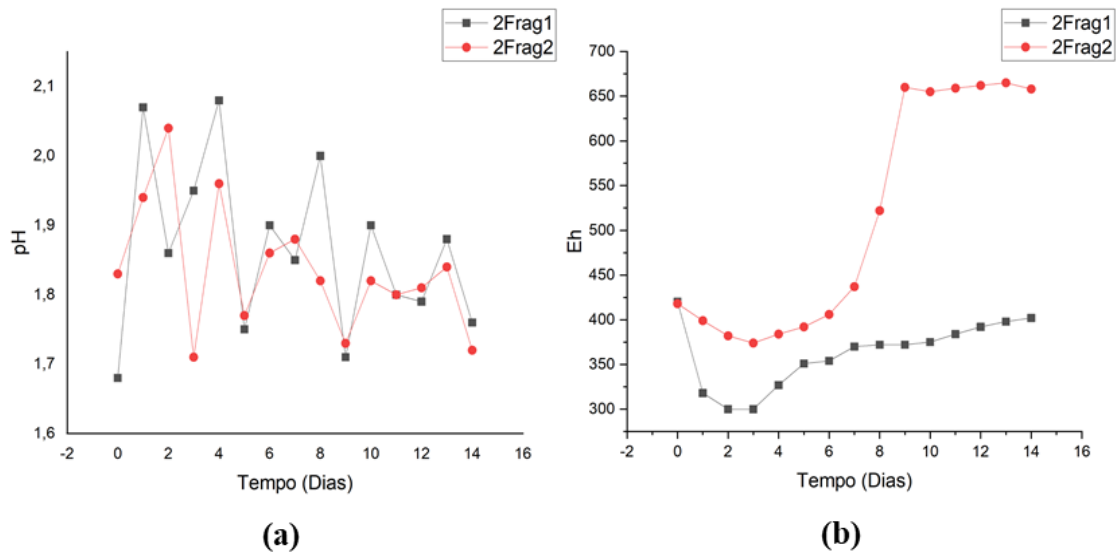 2Frag1
2Frag2
2,1
2,0
1,9
1,8
1,7
1,6
pH
-2 0 2 4 6 8 10 12 14 16
Tempo (Dias)
(a)
2Frag1
2Frag2
700
650
600
550
500
450
400
350
300
Eh
-2 0 2 4 6 8 10 12 14 16
Tempo (Dias)
(b)